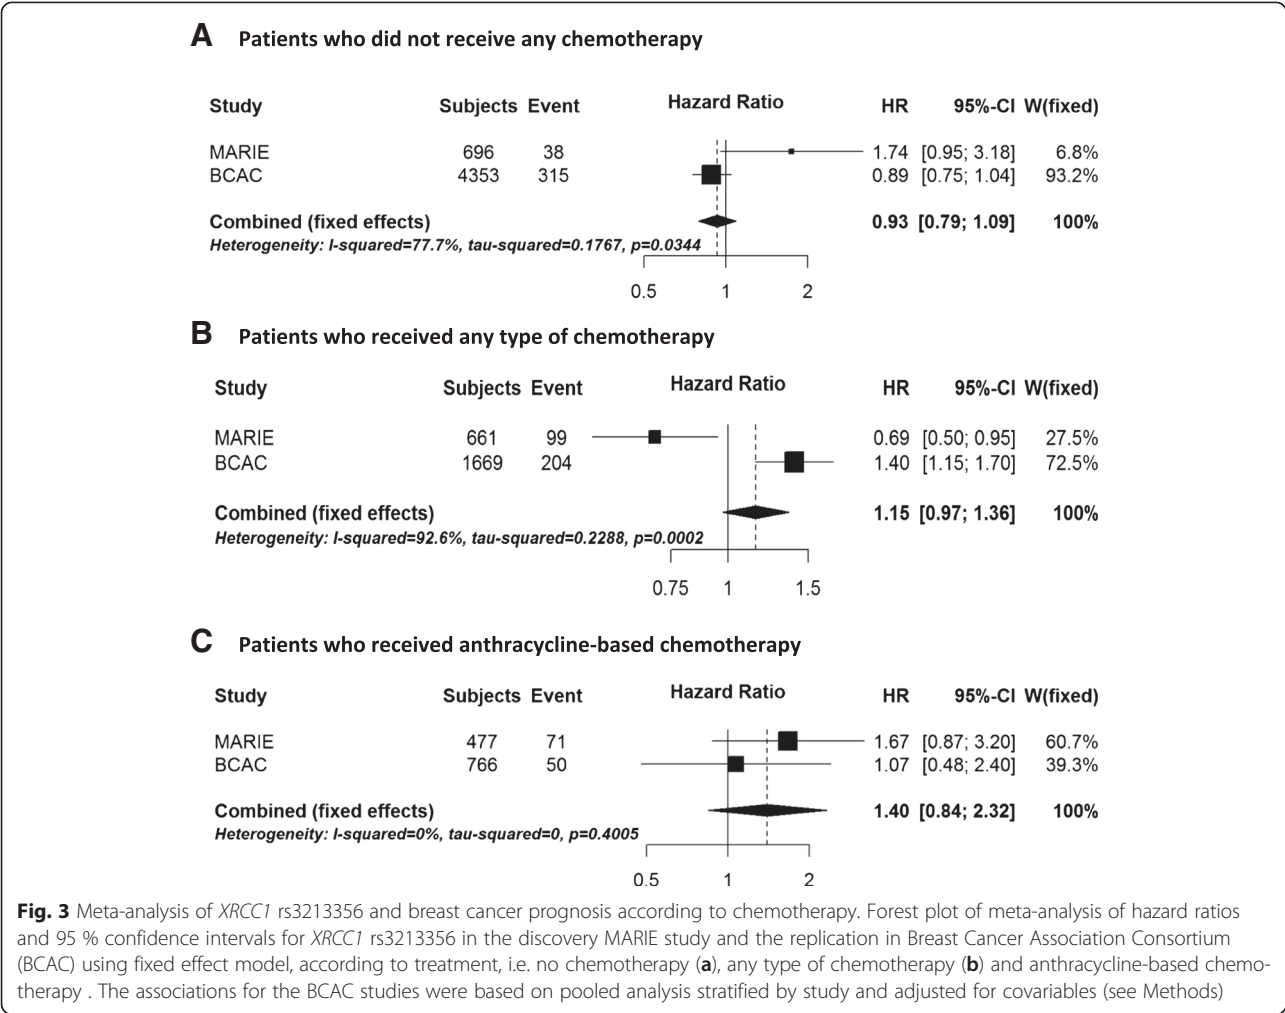 A Patients who did not receive any chemotherapy
Study Subjects Event Hazard Ratio HR 95%-CI W(fixed)
MARIE 696 38 1.74 [0.95; 3.18] 6.8%
BCAC 4353 315 0.89 [0.75; 1.04] 93.2%
Combined (fixed effects) 0.93 [0.79; 1.09] 100%
Heterogeneity: I-squared=77.7%, tau-squared=0.1767, p=0.0344
0.5 1 2
B Patients who received any type of chemotherapy
Study Subjects Event Hazard Ratio HR 95%-CI W(fixed)
MARIE 661 99 0.69 [0.50; 0.95] 27.5%
BCAC 1669 204 1.40 [1.15; 1.70] 72.5%
Combined (fixed effects) 1.15 [0.97; 1.36] 100%
Heterogeneity: I-squared=92.6%, tau-squared=0.2288, p=0.0002
0.75 1 1.5
C Patients who received anthracycline-based chemotherapy
Study Subjects Event Hazard Ratio HR 95%-CI W(fixed)
MARIE 477 71 1.67 [0.87; 3.20] 60.7%
BCAC 766 50 1.07 [0.48; 2.40] 39.3%
Combined (fixed effects) 1.40 [0.84; 2.32] 100%
Heterogeneity: I-squared=0%, tau-squared=0, p=0.4005
0.5 1 2
Fig. 3 Meta-analysis of XRCC1 rs3213356 and breast cancer prognosis according to chemotherapy. Forest plot of meta-analysis of hazard ratios
and 95 % confidence intervals for XRCC1 rs3213356 in the discovery MARIE study and the replication in Breast Cancer Association Consortium
(BCAC) using fixed effect model, according to treatment, i.e. no chemotherapy (a), any type of chemotherapy (b) and anthracycline-based chemo-
therapy . The associations for the BCAC studies were based on pooled analysis stratified by study and adjusted for covariables (see Methods)